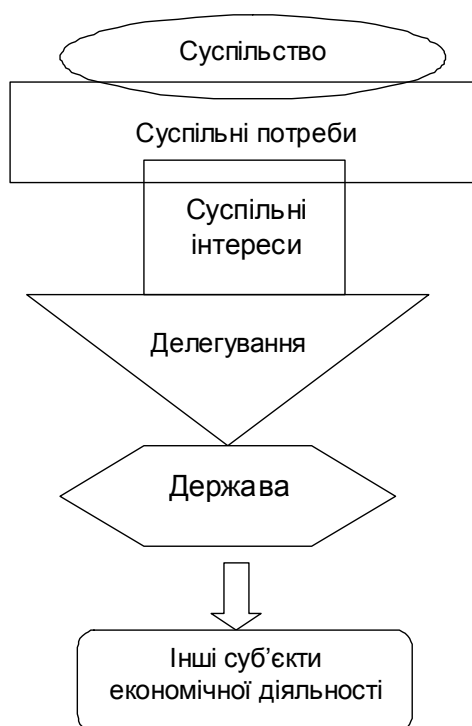 Суспільство
Суспільні потреби
Суспільні
інтереси
Делегування
Держава
Інші суб’єкти
економічної діяльності